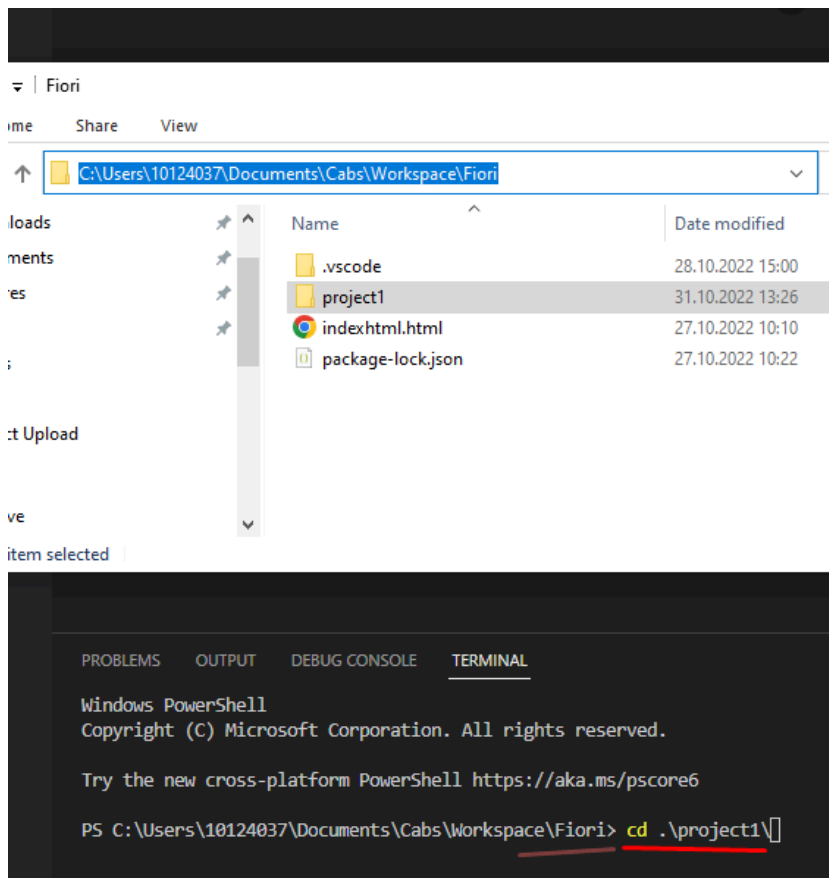 Fiori
ome Share View
C:\Users\10124037\Documents\Cabs\Workspace\Fiori
Name Date modified
.vscode 28.10.2022 15:00
project1 31.10.2022 13:26
indexhtml.html 27.10.2022 10:10
package-lock.json 27.10.2022 10:22
loads
ments
res
s
ct Upload
ve
item selected
PROBLEMS OUTPUT DEBUG CONSOLE TERMINAL
Windows PowerShell
Copyright (C) Microsoft Corporation. All rights reserved.
Try the new cross-platform PowerShell https://aka.ms/pscore6
PS C:\Users\10124037\Documents\Cabs\Workspace\Fiori> cd .\project1\